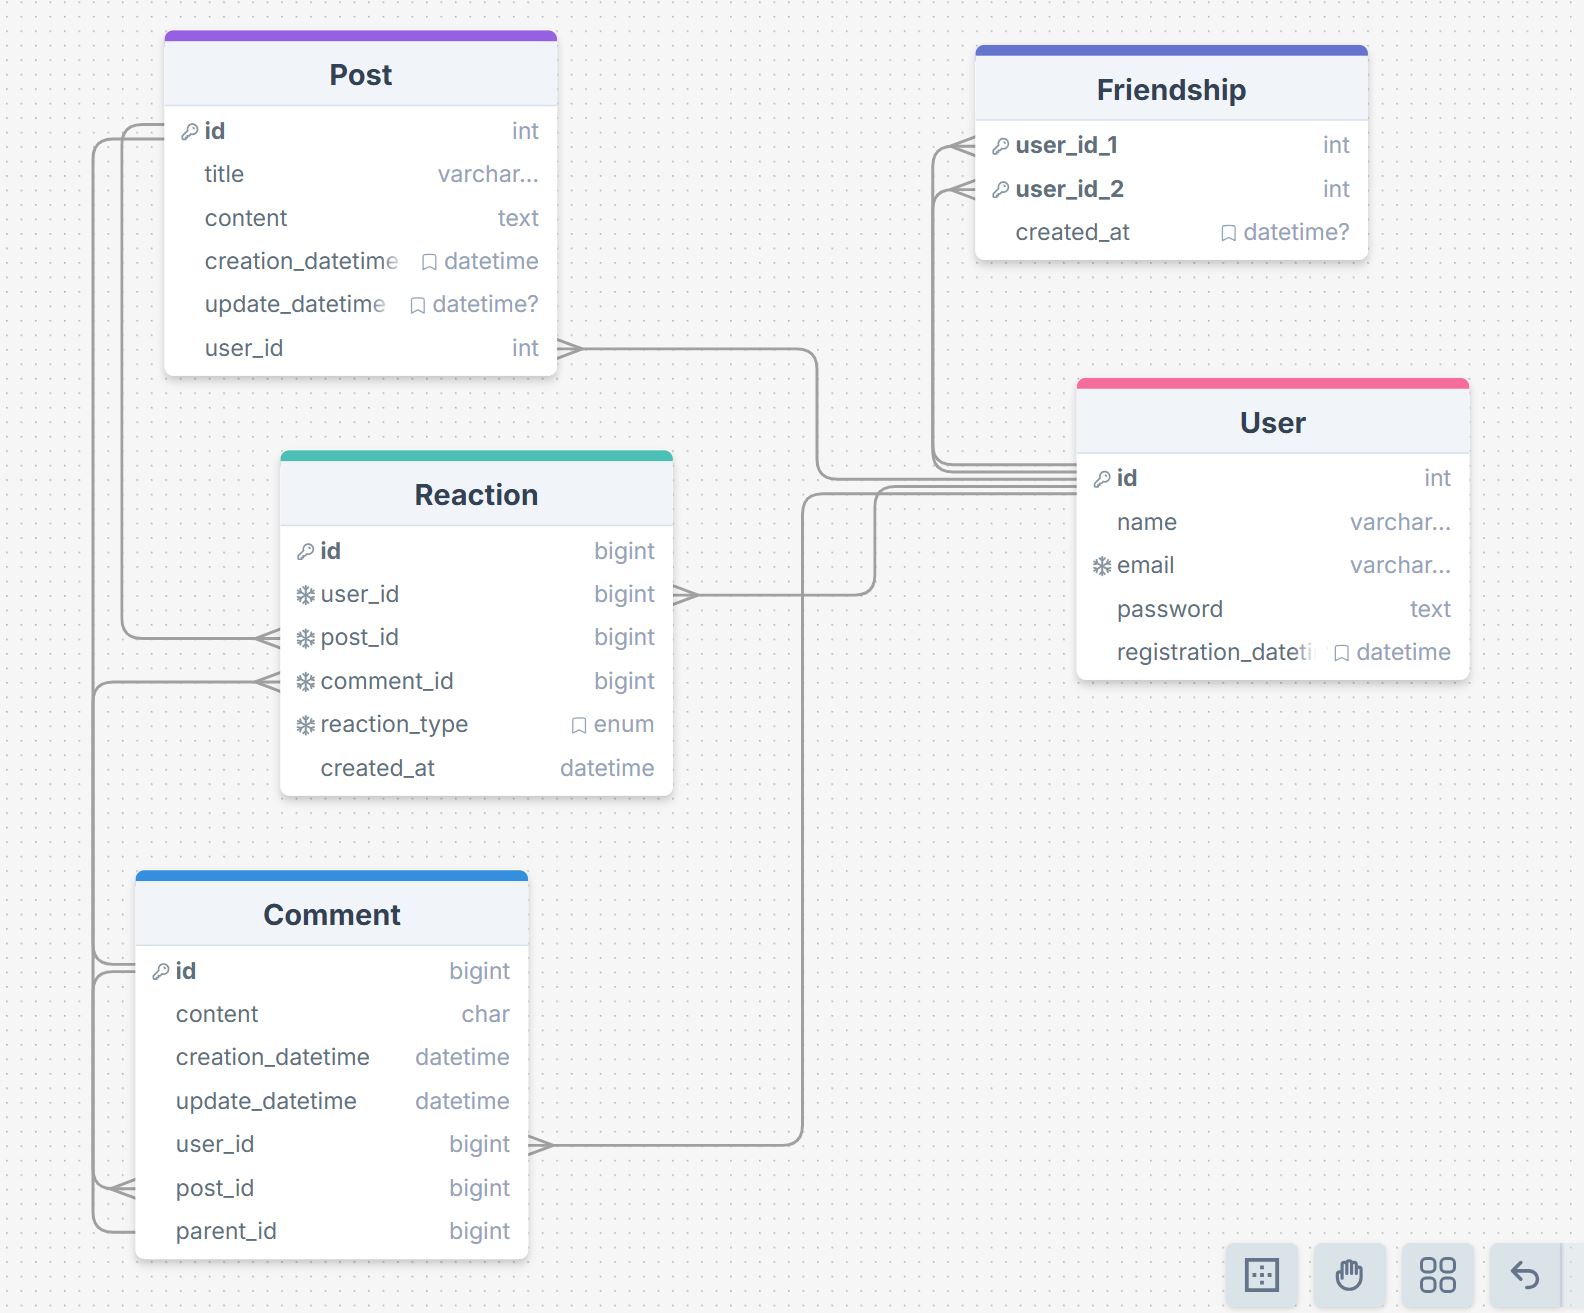 Post
id int
title varchar...
content text
creation_datetime datetime
update_datetime datetime?
user_id int
Friendship
user_id_1 int
user_id_2 int
created_at datetime?
User
id int
name varchar...
email varchar...
password text
registration_dateti datetime
Reaction
id bigint
user_id bigint
post_id bigint
comment_id bigint
reaction_type enum
created_at datetime
Comment
id bigint
content char
creation_datetime datetime
update_datetime datetime
user_id bigint
post_id bigint
parent_id bigint